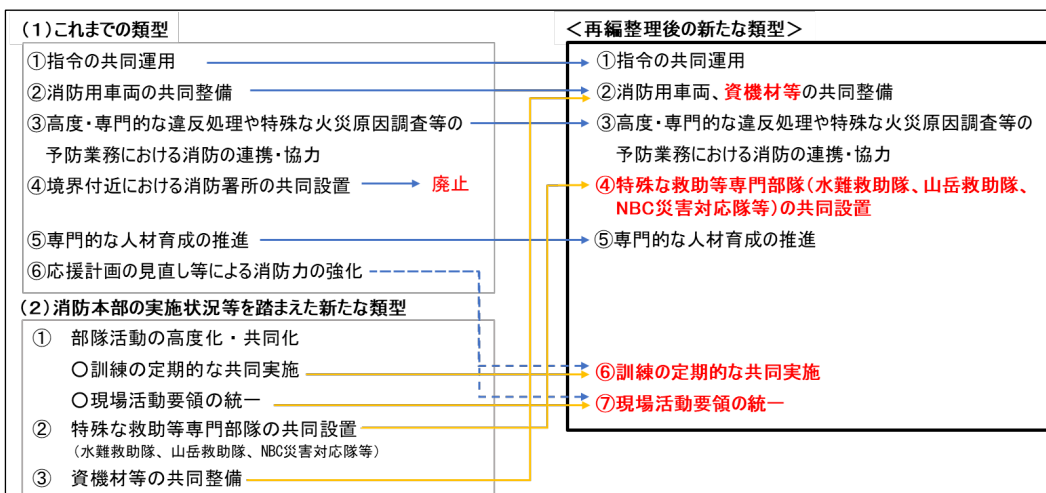 (1)これまでの類型
①指令の共同運用
②消防用車両の共同整備
③高度・専門的な違反処理や特殊な火災原因調査等の
予防業務における消防の連携・協力
④境界付近における消防署所の共同設置
廃止
⑤専門的な人材育成の推進
⑥応援計画の見直し等による消防力の強化
(2)消防本部の実施状況等を踏まえた新たな類型
① 部隊活動の高度化・共同化
○訓練の定期的な共同実施
○現場活動要領の統一
② 特殊な救助等専門部隊の共同設置
(水難救助隊、山岳救助隊、NBC災害対応隊等)
③ 資機材等の共同整備
<再編整理後の新たな類型>
①指令の共同運用
②消防用車両、資機材等の共同整備
③高度・専門的な違反処理や特殊な火災原因調査等の
予防業務における消防の連携・協力
④特殊な救助等専門部隊(水難救助隊、山岳救助隊、
NBC災害対応隊等)の共同設置
⑤専門的な人材育成の推進
⑥訓練の定期的な共同実施
⑦現場活動要領の統一